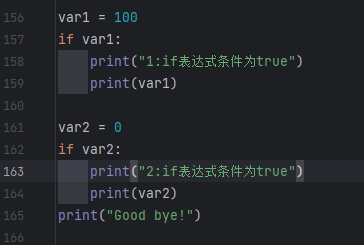 156 var1 = 100
157 if var1:
158     print("1:if表达式条件为true")
159     print(var1)
160
161 var2 = 0
162 if var2:
163     print("2:if表达式条件为true")
164     print(var2)
165 print("Good bye!")
166